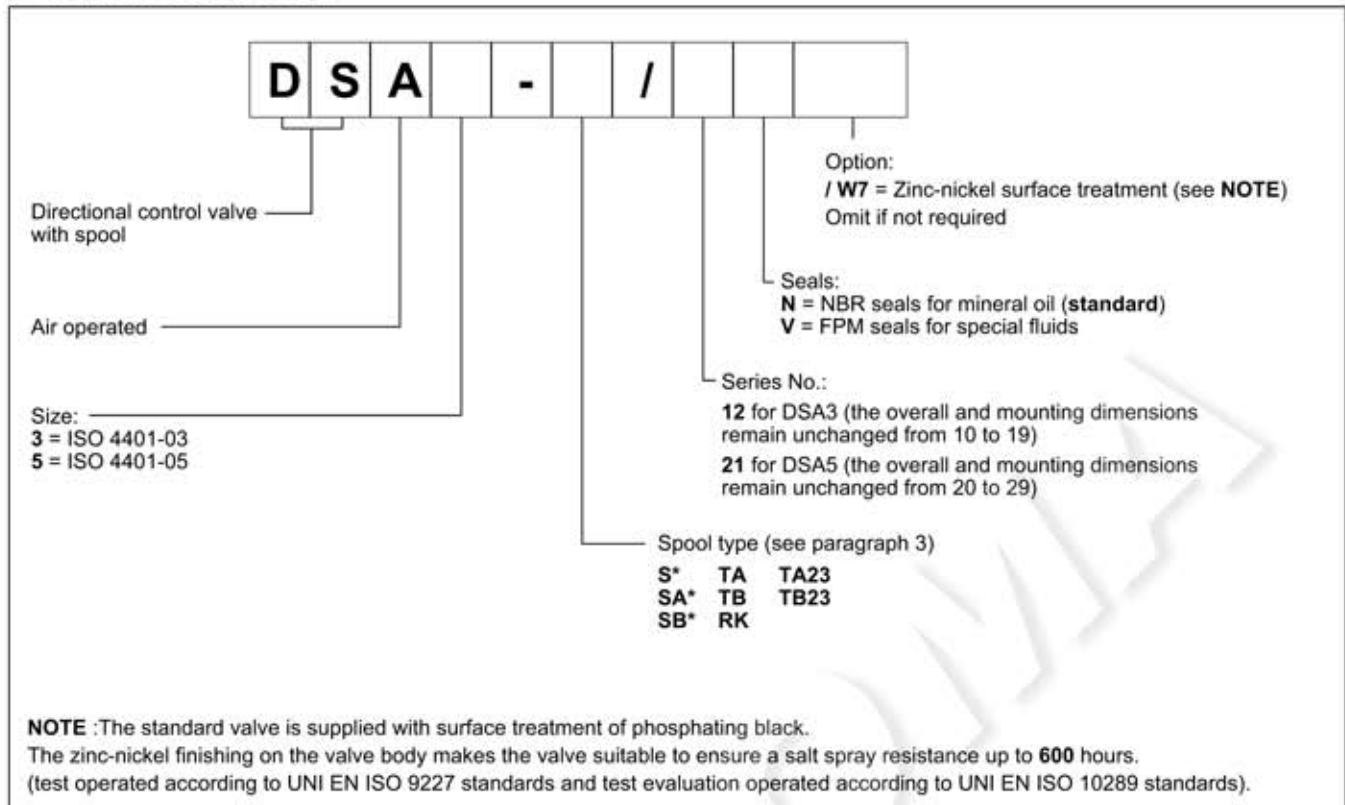 D S A - /
Option:
/ W7 = Zinc-nickel surface treatment (see NOTE)
Omit if not required
Directional control valve
with spool
Seals:
N = NBR seals for mineral oil (standard)
V = FPM seals for special fluids
Air operated
Series No.:
12 for DSA3 (the overall and mounting dimensions
remain unchanged from 10 to 19)
21 for DSA5 (the overall and mounting dimensions
remain unchanged from 20 to 29)
Size:
3 = ISO 4401-03
5 = ISO 4401-05
Spool type (see paragraph 3)
S* TA TA23
SA* TB TB23
SB* RK
NOTE :The standard valve is supplied with surface treatment of phosphating black.
The zinc-nickel finishing on the valve body makes the valve suitable to ensure a salt spray resistance up to 600 hours.
(test operated according to UNI EN ISO 9227 standards and test evaluation operated according to UNI EN ISO 10289 standards).